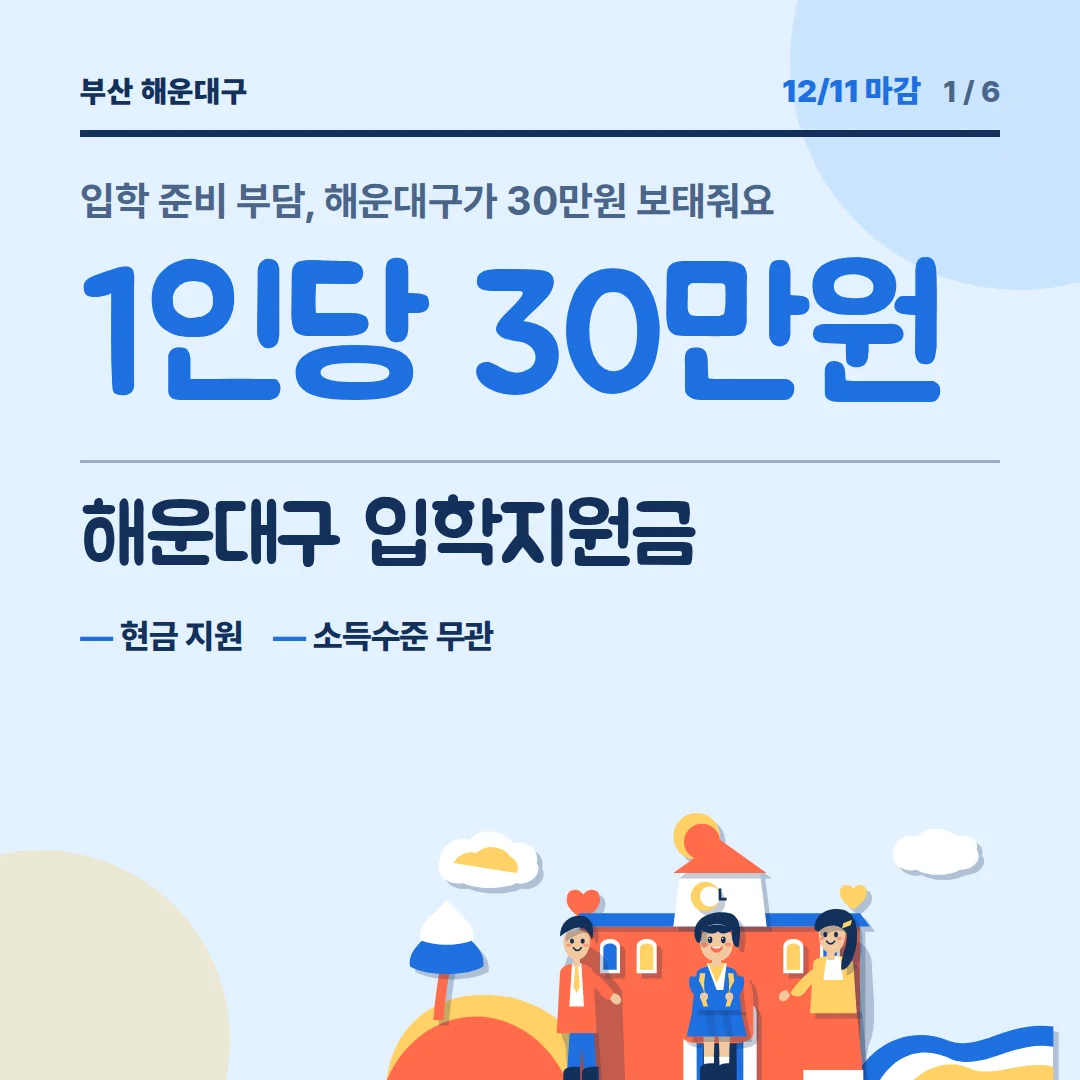 부산 해운대구
12/11 마감 1 / 6
입학 준비 부담, 해운대구가 30만원 보태줘요
1인당 30만원
해운대구 입학지원금
— 현금 지원 — 소득수준 무관